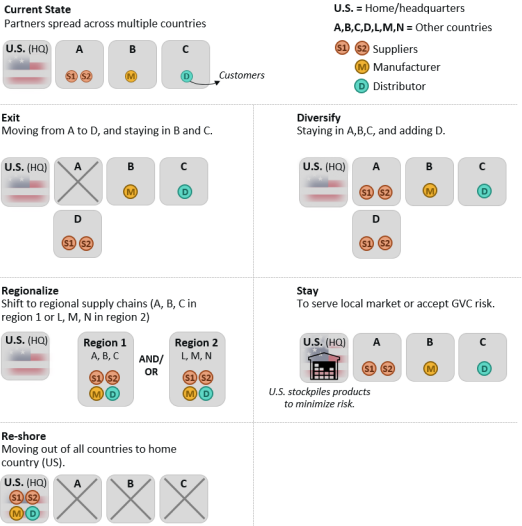 Current State
Partners spread across multiple countries
U.S. (HQ)
A
B
C
S1 S2
M
D
Customers
U.S. = Home/headquarters
A,B,C,D,L,M,N = Other countries
S1 S2 Suppliers
M Manufacturer
D Distributor
Exit
Moving from A to D, and staying in B and C.
U.S. (HQ)
A
B
C
M
D
D
S1 S2
Diversify
Staying in A,B,C, and adding D.
U.S. (HQ)
A
B
C
S1 S2
M
D
D
S1 S2
Regionalize
Shift to regional supply chains (A, B, C in
region 1 or L, M, N in region 2)
U.S. (HQ)
Region 1
A, B, C
S1 S2
M D
AND/
OR
Region 2
L, M, N
S1 S2
M D
Stay
To serve local market or accept GVC risk.
U.S. (HQ)
A
B
C
S1 S2
M
D
U.S. stockpiles products
to minimize risk.
Re-shore
Moving out of all countries to home
country (US).
U.S. (HQ)
S1 S2
M D
A
B
C